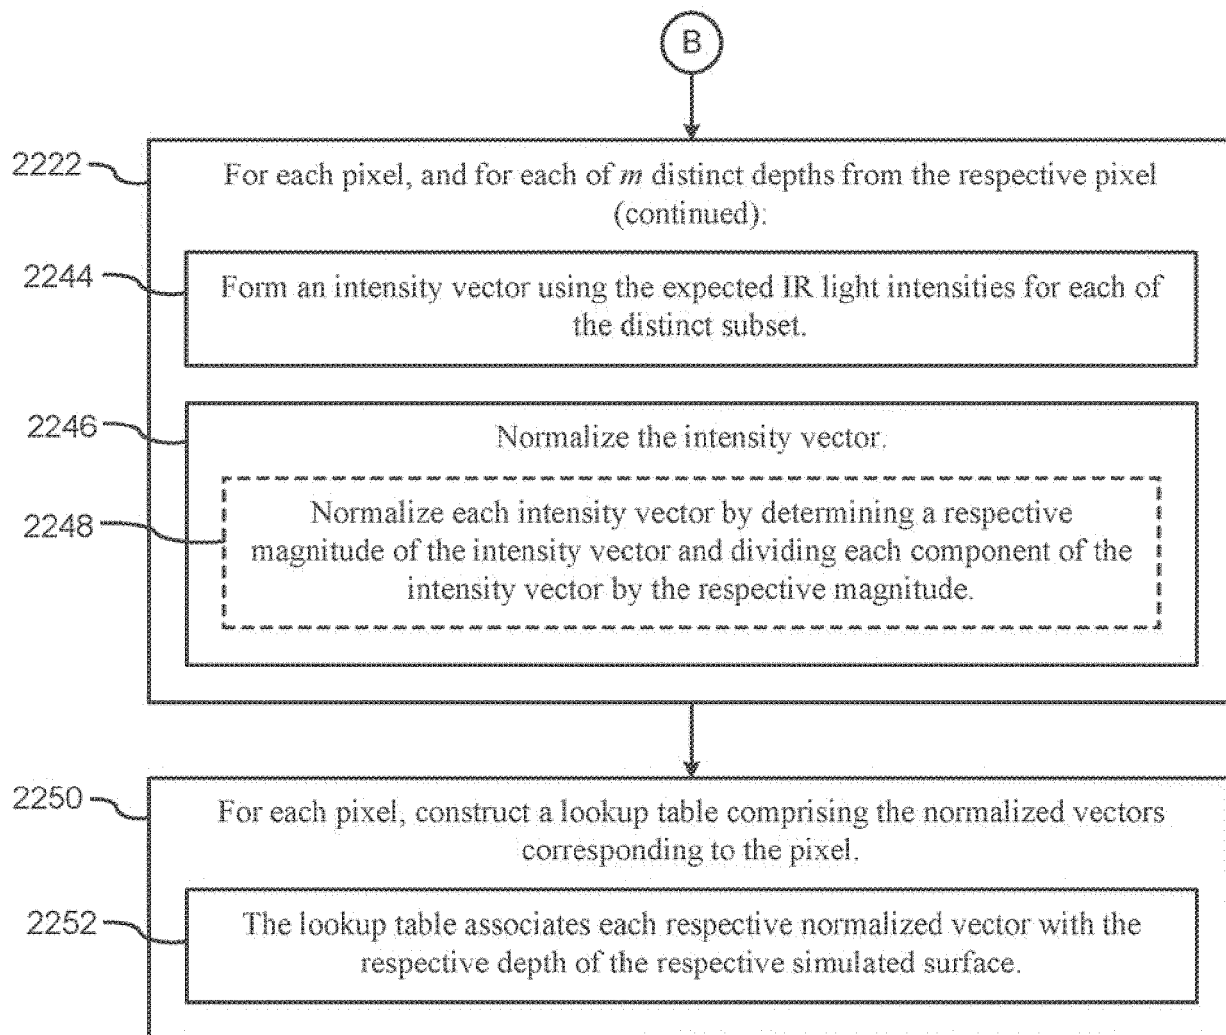 B
2222
For each pixel, and for each of m distinct depths from the respective pixel
(continued):
2244
Form an intensity vector using the expected IR light intensities for each of
the distinct subset.
2246
Normalize the intensity vector.
2248
Normalize each intensity vector by determining a respective
magnitude of the intensity vector and dividing each component of the
intensity vector by the respective magnitude.
2250
For each pixel, construct a lookup table comprising the normalized vectors
corresponding to the pixel.
2252
The lookup table associates each respective normalized vector with the
respective depth of the respective simulated surface.